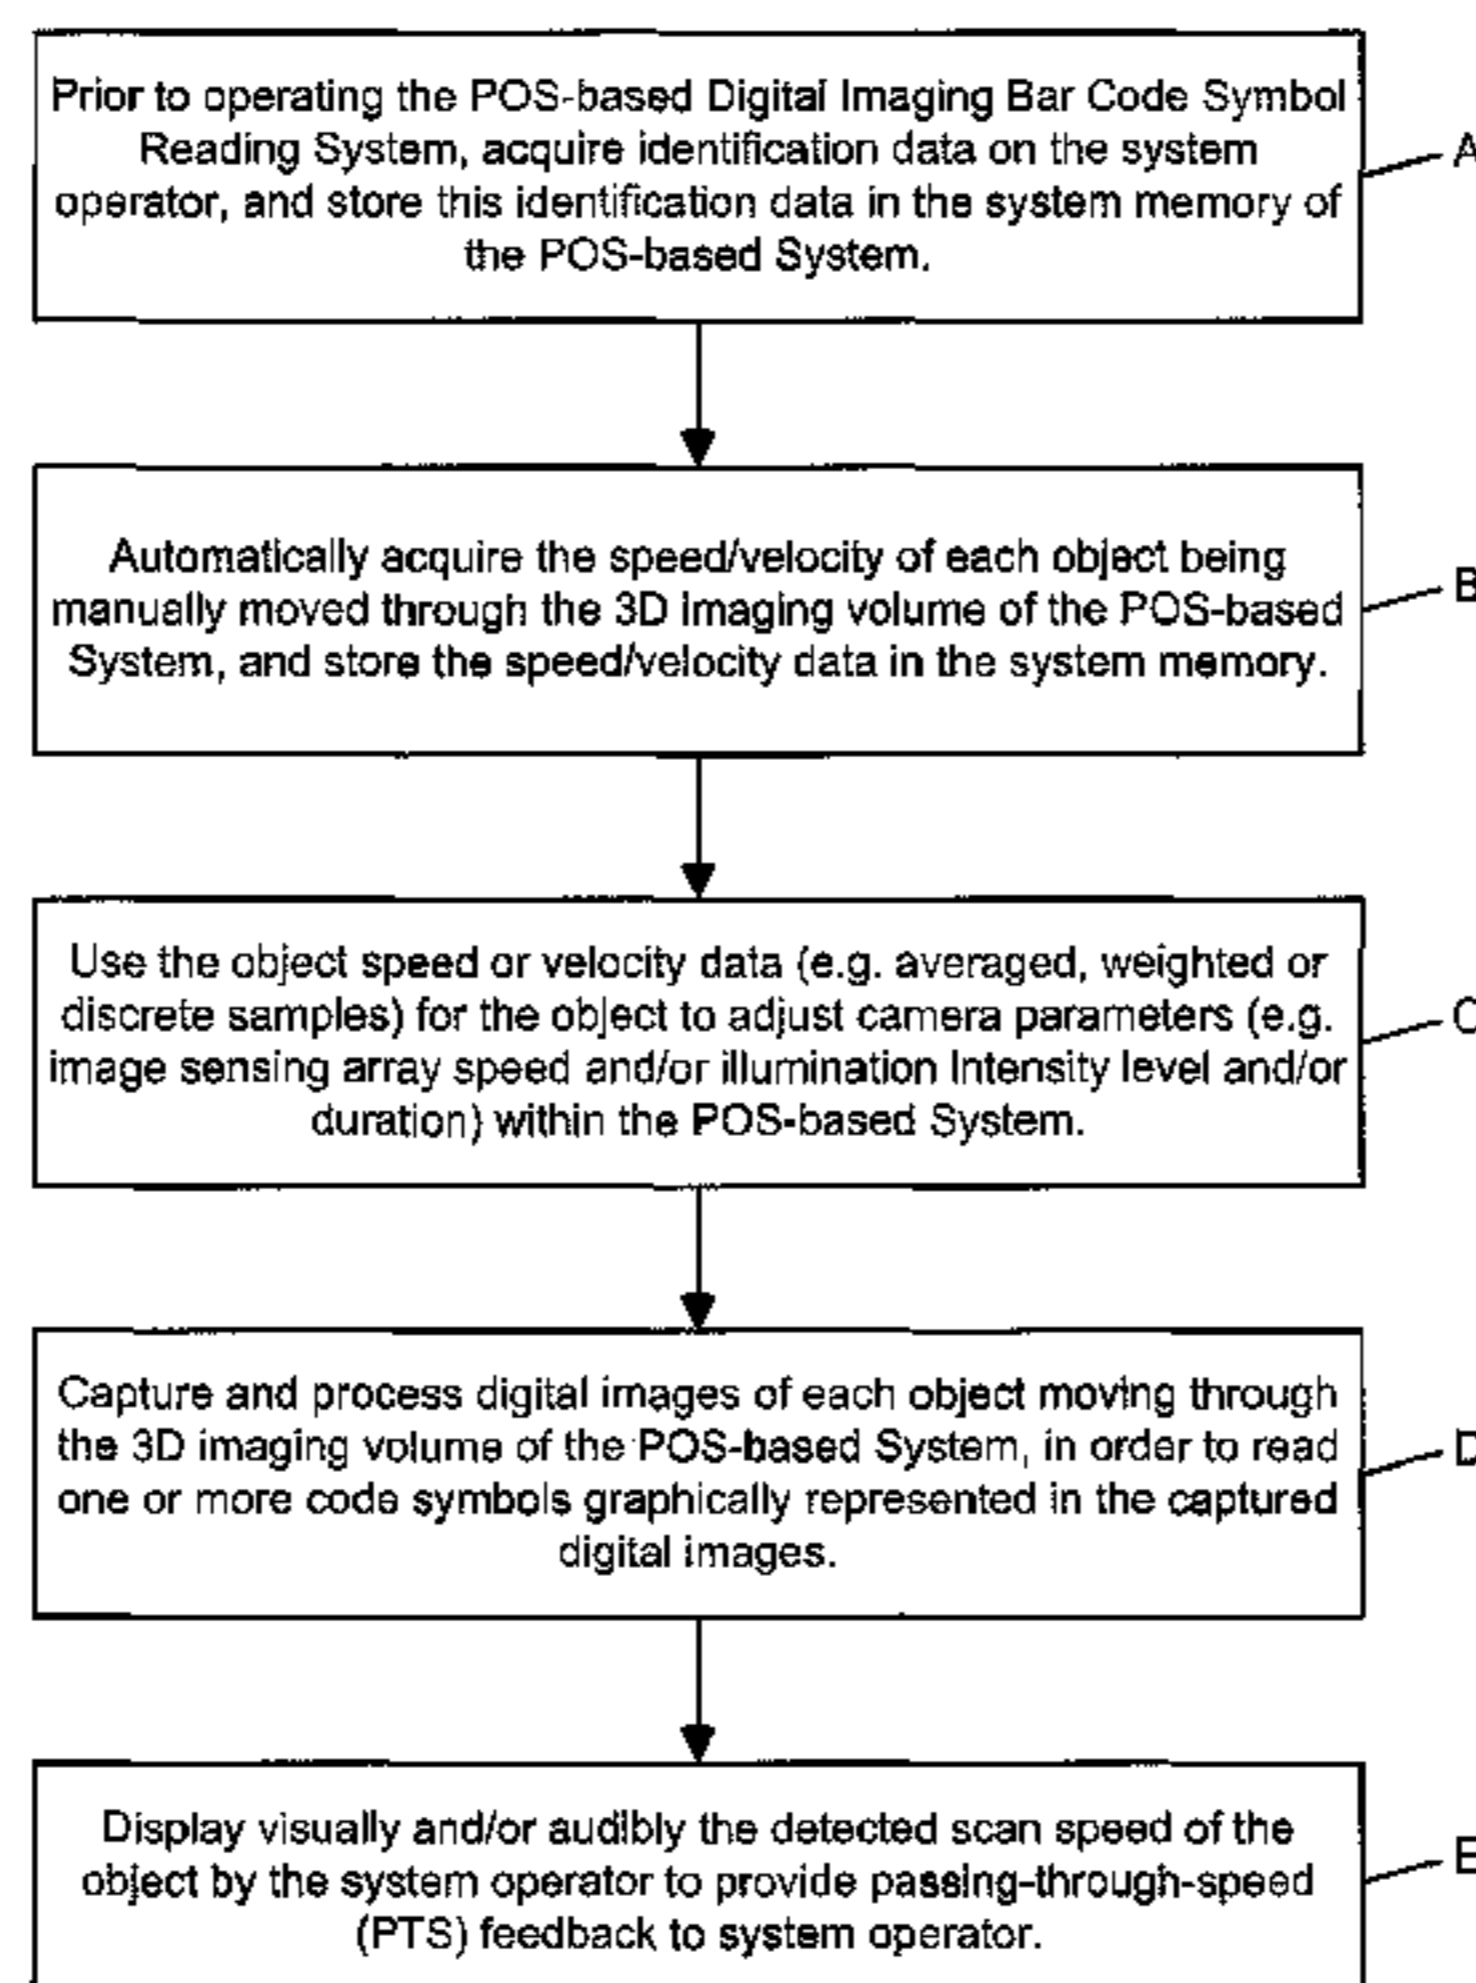 Prior to operating the POS-based Digital Imaging Bar Code Symbol
Reading System, acquire identification data on the system
operator, and store this identification data in the system memory of
the POS-based System.
A
Automatically acquire the speed/velocity of each object being
manually moved through the 3D imaging volume of the POS-based
System, and store the speed/velocity data in the system memory.
B
Use the object speed or velocity data (e.g. averaged, weighted or
discrete samples) for the object to adjust camera parameters (e.g.
image sensing array speed and/or illumination Intensity level and/or
duration) within the POS-based System.
C
Capture and process digital images of each object moving through
the 3D imaging volume of the POS-based System, in order to read
one or more code symbols graphically represented in the captured
digital images.
D
Display visually and/or audibly the detected scan speed of the
object by the system operator to provide passing-through-speed
(PTS) feedback to system operator.
E